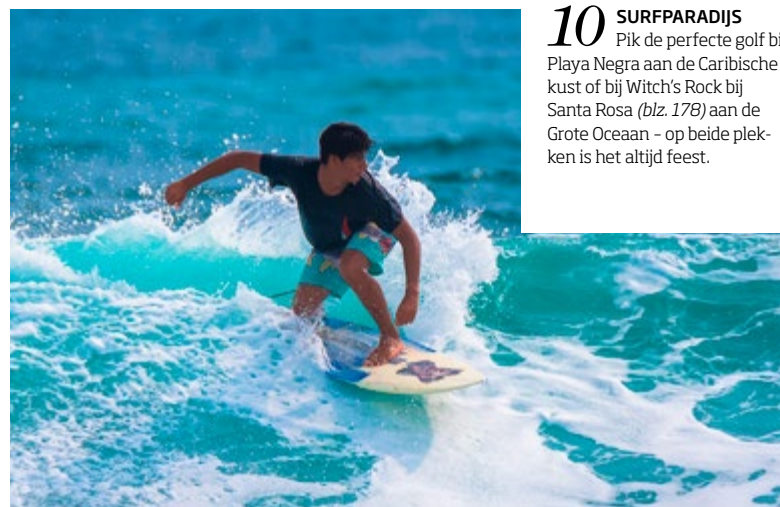 10 SURFPARADIJS
Pik de perfecte golf bi
Playa Negra aan de Caribische
kust of bij Witch's Rock bij
Santa Rosa (blz. 178) aan de
Grote Oceaan – op beide plek-
ken is het altijd feest.